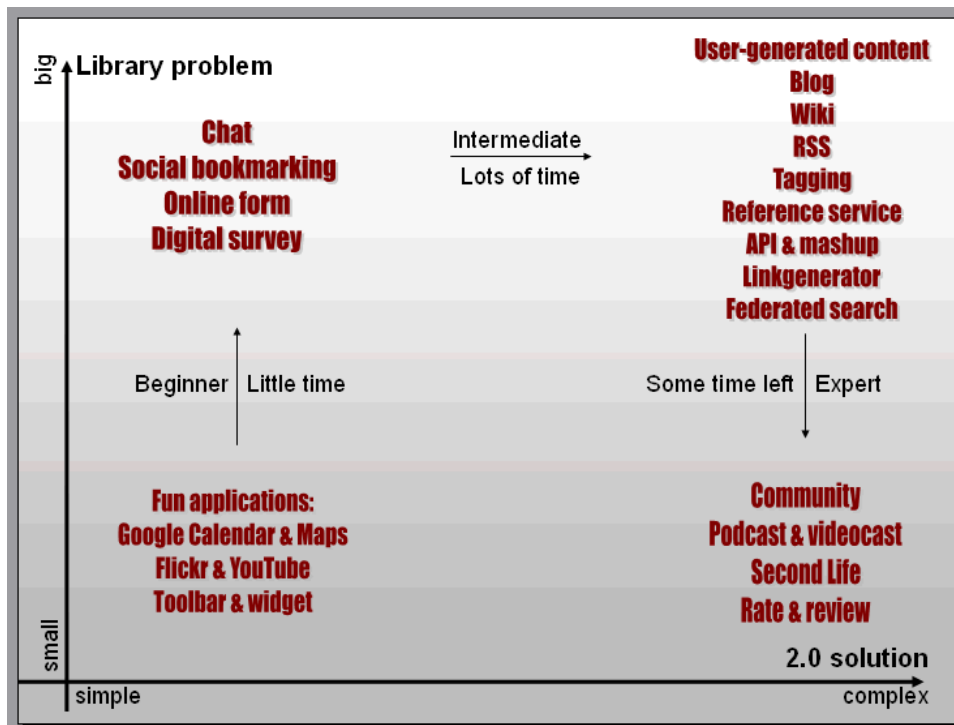 big
Library problem
User-generated content
Blog
Wiki
RSS
Tagging
Reference service
API & mashup
Linkgenerator
Federated search
Chat
Social bookmarking
Online form
Digital survey
Intermediate
Lots of time
Beginner
Little time
Some time left
Expert
Fun applications:
Google Calendar & Maps
Flickr & YouTube
Toolbar & widget
Community
Podcast & videocast
Second Life
Rate & review
small
2.0 solution
simple
complex